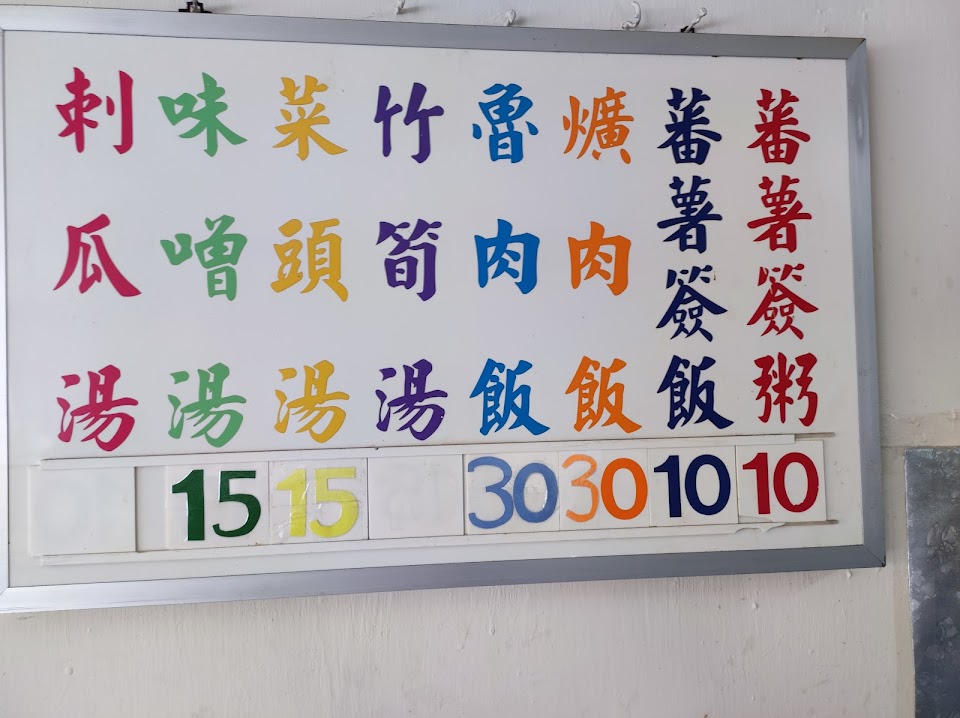 蕃薯簽粥 10
蕃薯簽飯 10
爌肉飯 30
魯肉飯 30
竹筍湯
菜頭湯 15
味噌湯 15
刺瓜湯